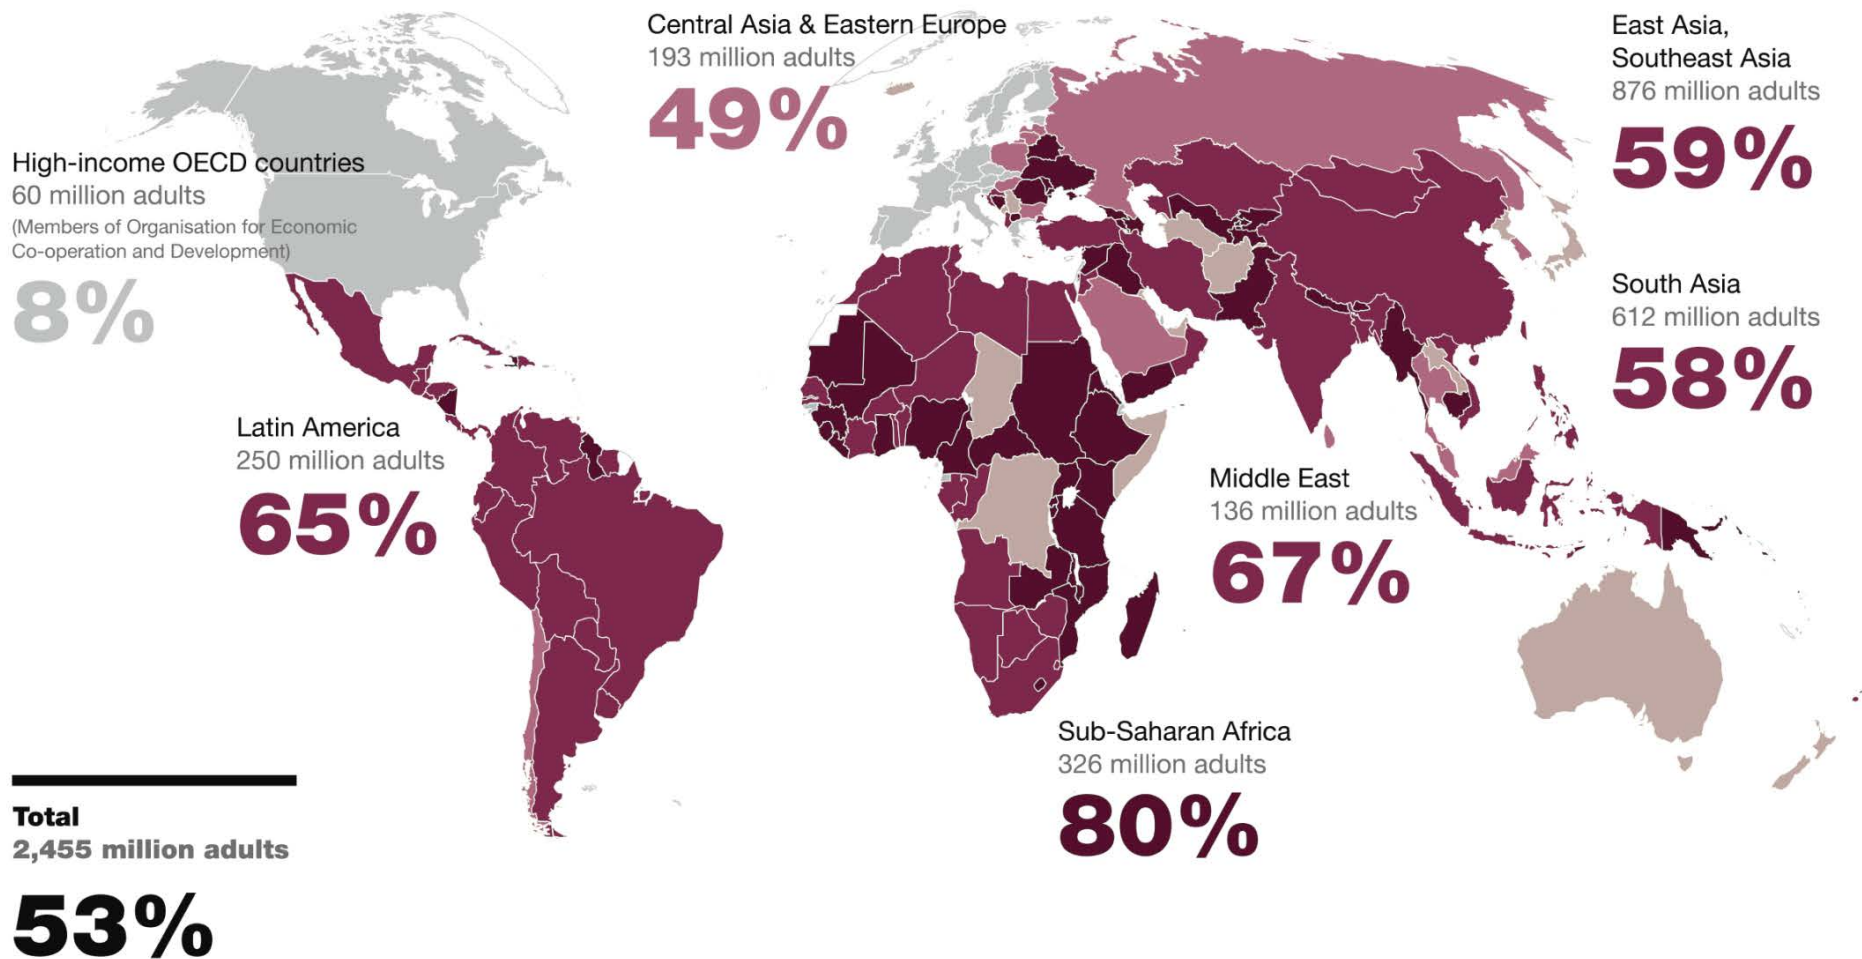 Central Asia & Eastern Europe
193 million adults
49%
East Asia,
Southeast Asia
876 million adults
59%
High-income OECD countries
60 million adults
(Members of Organisation for Economic
Co-operation and Development)
8%
South Asia
612 million adults
58%
Latin America
250 million adults
65%
Middle East
136 million adults
67%
Sub-Saharan Africa
326 million adults
80%
Total
2,455 million adults
53%